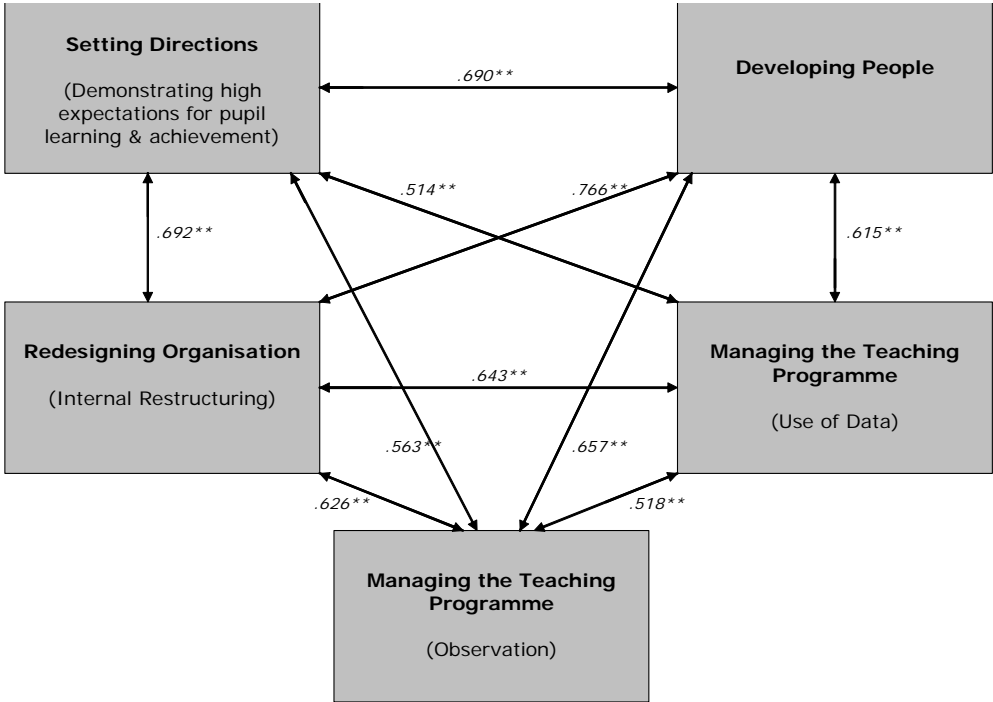 Setting Directions
(Demonstrating high
expectations for pupil
learning & achievement)
.690**
Developing People
.514**
.766**
.692**
.615**
Redesigning Organisation
(Internal Restructuring)
.643**
Managing the Teaching
Programme
(Use of Data)
.563**
.657**
.626**
.518**
Managing the Teaching
Programme
(Observation)